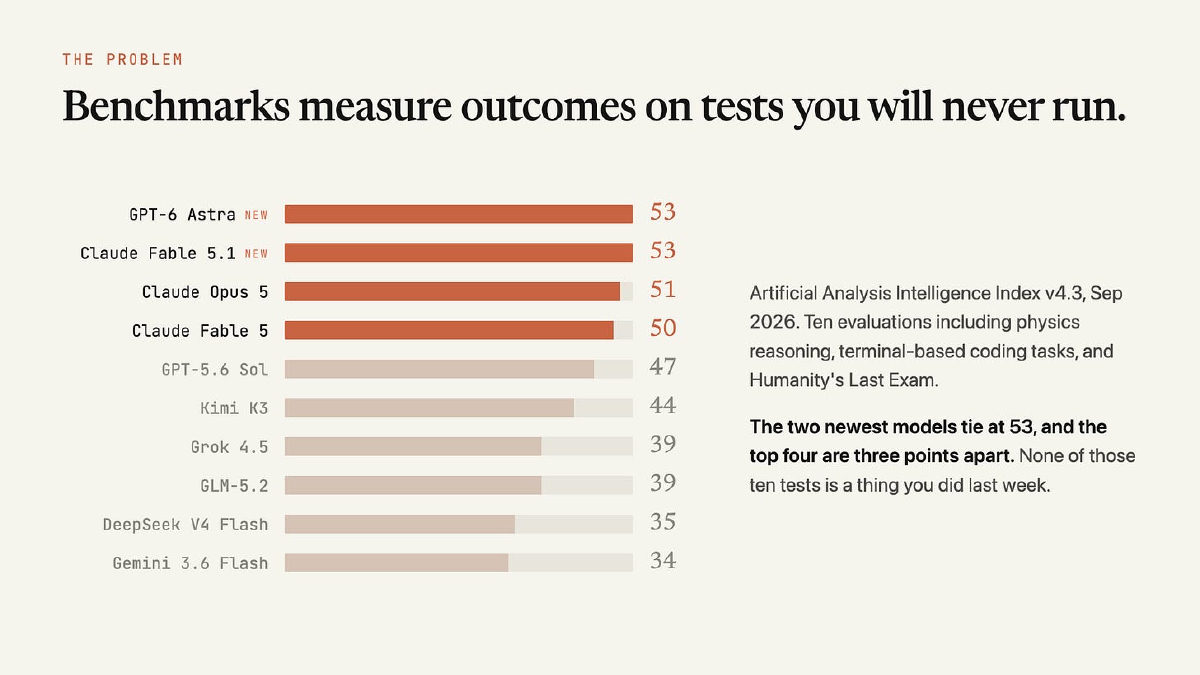 THE PROBLEM
Benchmarks measure outcomes on tests you will never run.
GPT-6 Astra NEW 53
Claude Fable 5.1 NEW 53
Claude Opus 5 51
Claude Fable 5 50
GPT-5.6 Sol 47
Kimi K3 44
Grok 4.5 39
GLM-5.2 39
DeepSeek V4 Flash 35
Gemini 3.6 Flash 34
Artificial Analysis Intelligence Index v4.3, Sep
2026. Ten evaluations including physics
reasoning, terminal-based coding tasks, and
Humanity's Last Exam.
The two newest models tie at 53, and the
top four are three points apart. None of those
ten tests is a thing you did last week.